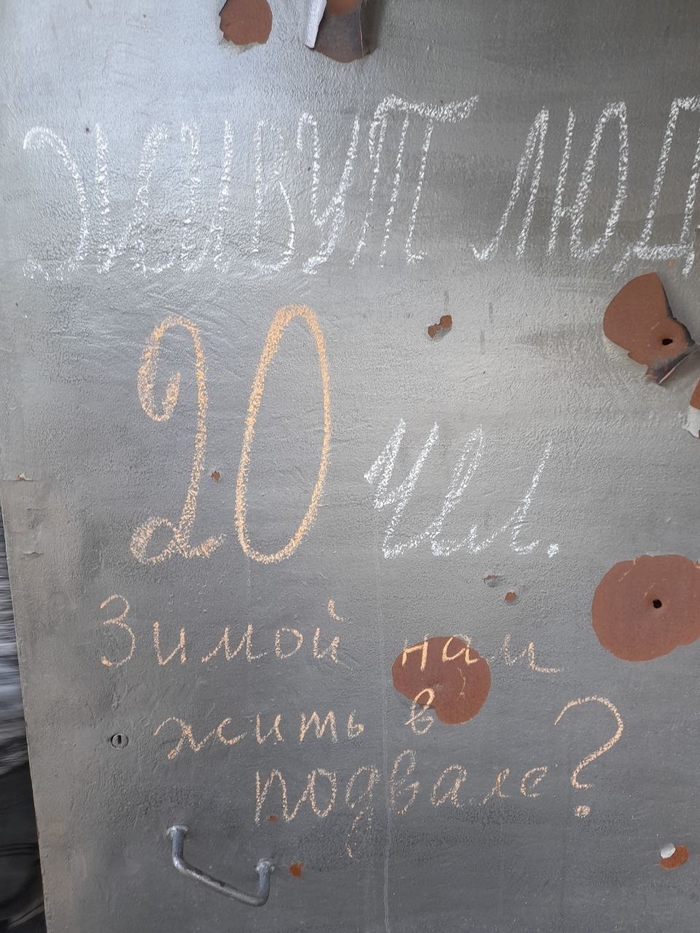 ЖИВУТ ЛЮД
20 чел.
Зимой нам
жить в
подвале?